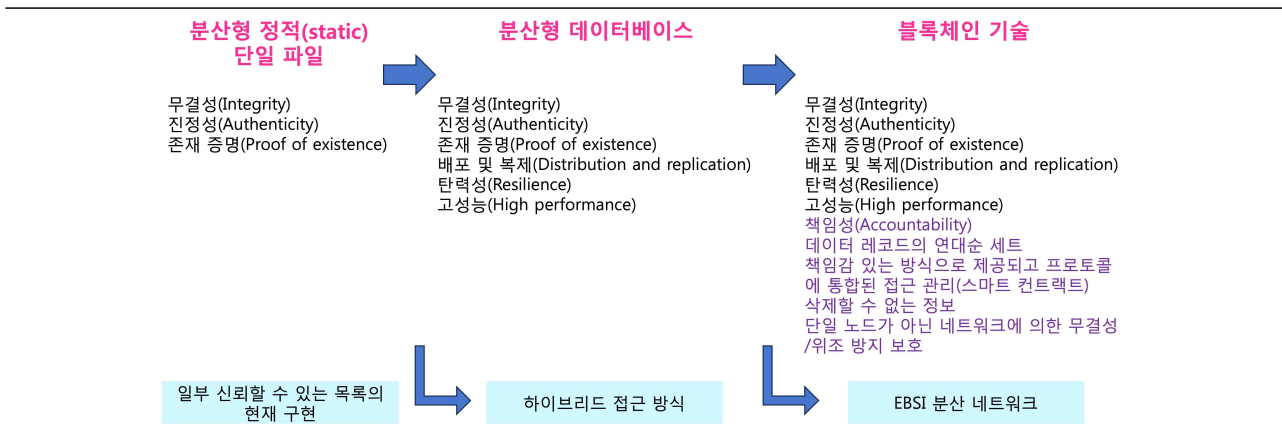 분산형 정적(static)
단일 파일
무결성(Integrity)
진정성(Authenticity)
존재 증명(Proof of existence)
분산형 데이터베이스
무결성(Integrity)
진정성(Authenticity)
존재 증명(Proof of existence)
배포 및 복제(Distribution and replication)
탄력성(Resilience)
고성능(High performance)
블록체인 기술
무결성(Integrity)
진정성(Authenticity)
존재 증명(Proof of existence)
배포 및 복제(Distribution and replication)
탄력성(Resilience)
고성능(High performance)
책임성(Accountability)
데이터 레코드의 연대순 세트
책임감 있는 방식으로 제공되고 프로토콜
에 통합된 접근 관리(스마트 컨트랙트)
삭제할 수 없는 정보
단일 노드가 아닌 네트워크에 의한 무결성
/위조 방지 보호
일부 신뢰할 수 있는 목록의
현재 구현
하이브리드 접근 방식
EBSI 분산 네트워크